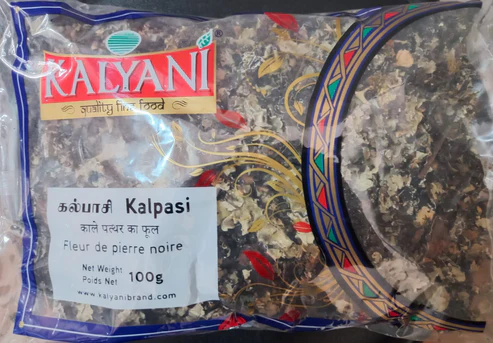 KALYANI
quality fine food
கல்பாசி Kalpasi
काले पत्थर का फूल
Fleur de pierre noire
Net Weight
Poids Net 100g
www.kalyanibrand.com